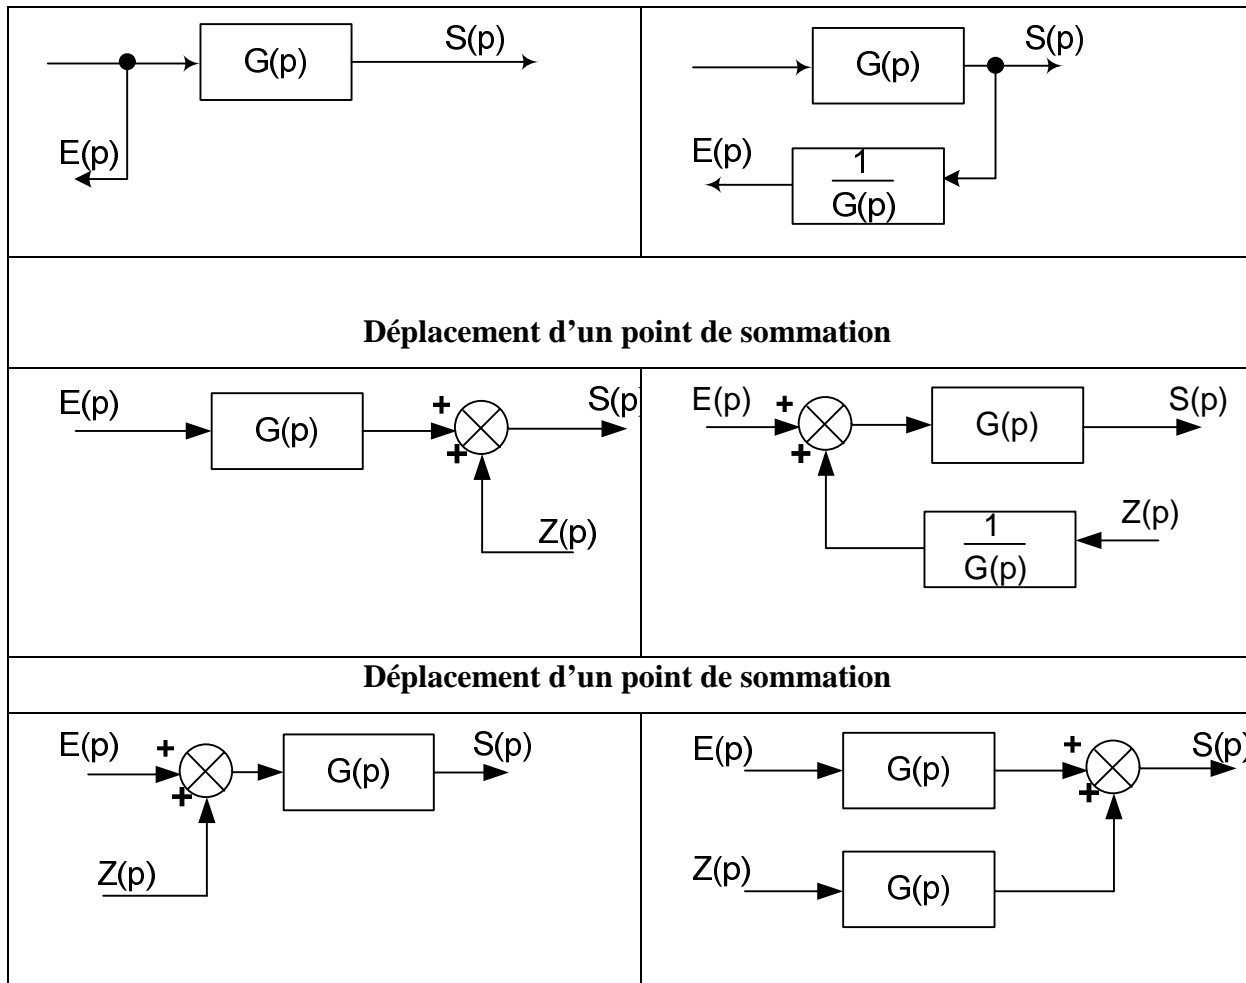 G(p) S(p)
E(p)
G(p) S(p)
E(p) 1
G(p)
Déplacement d’un point de sommation
E(p) G(p) + S(p)
+
Z(p)
E(p) + G(p) S(p)
+
1 Z(p)
G(p)
Déplacement d’un point de sommation
E(p) + G(p) S(p)
+
Z(p)
E(p) G(p) + S(p)
+
Z(p) G(p)